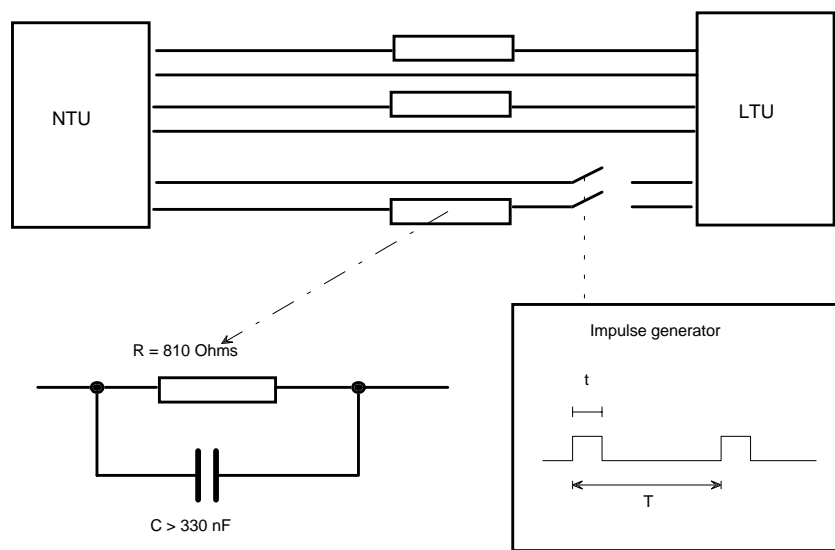 NTU
LTU
R = 810 Ohms
C > 330 nF
Impulse generator
t
T